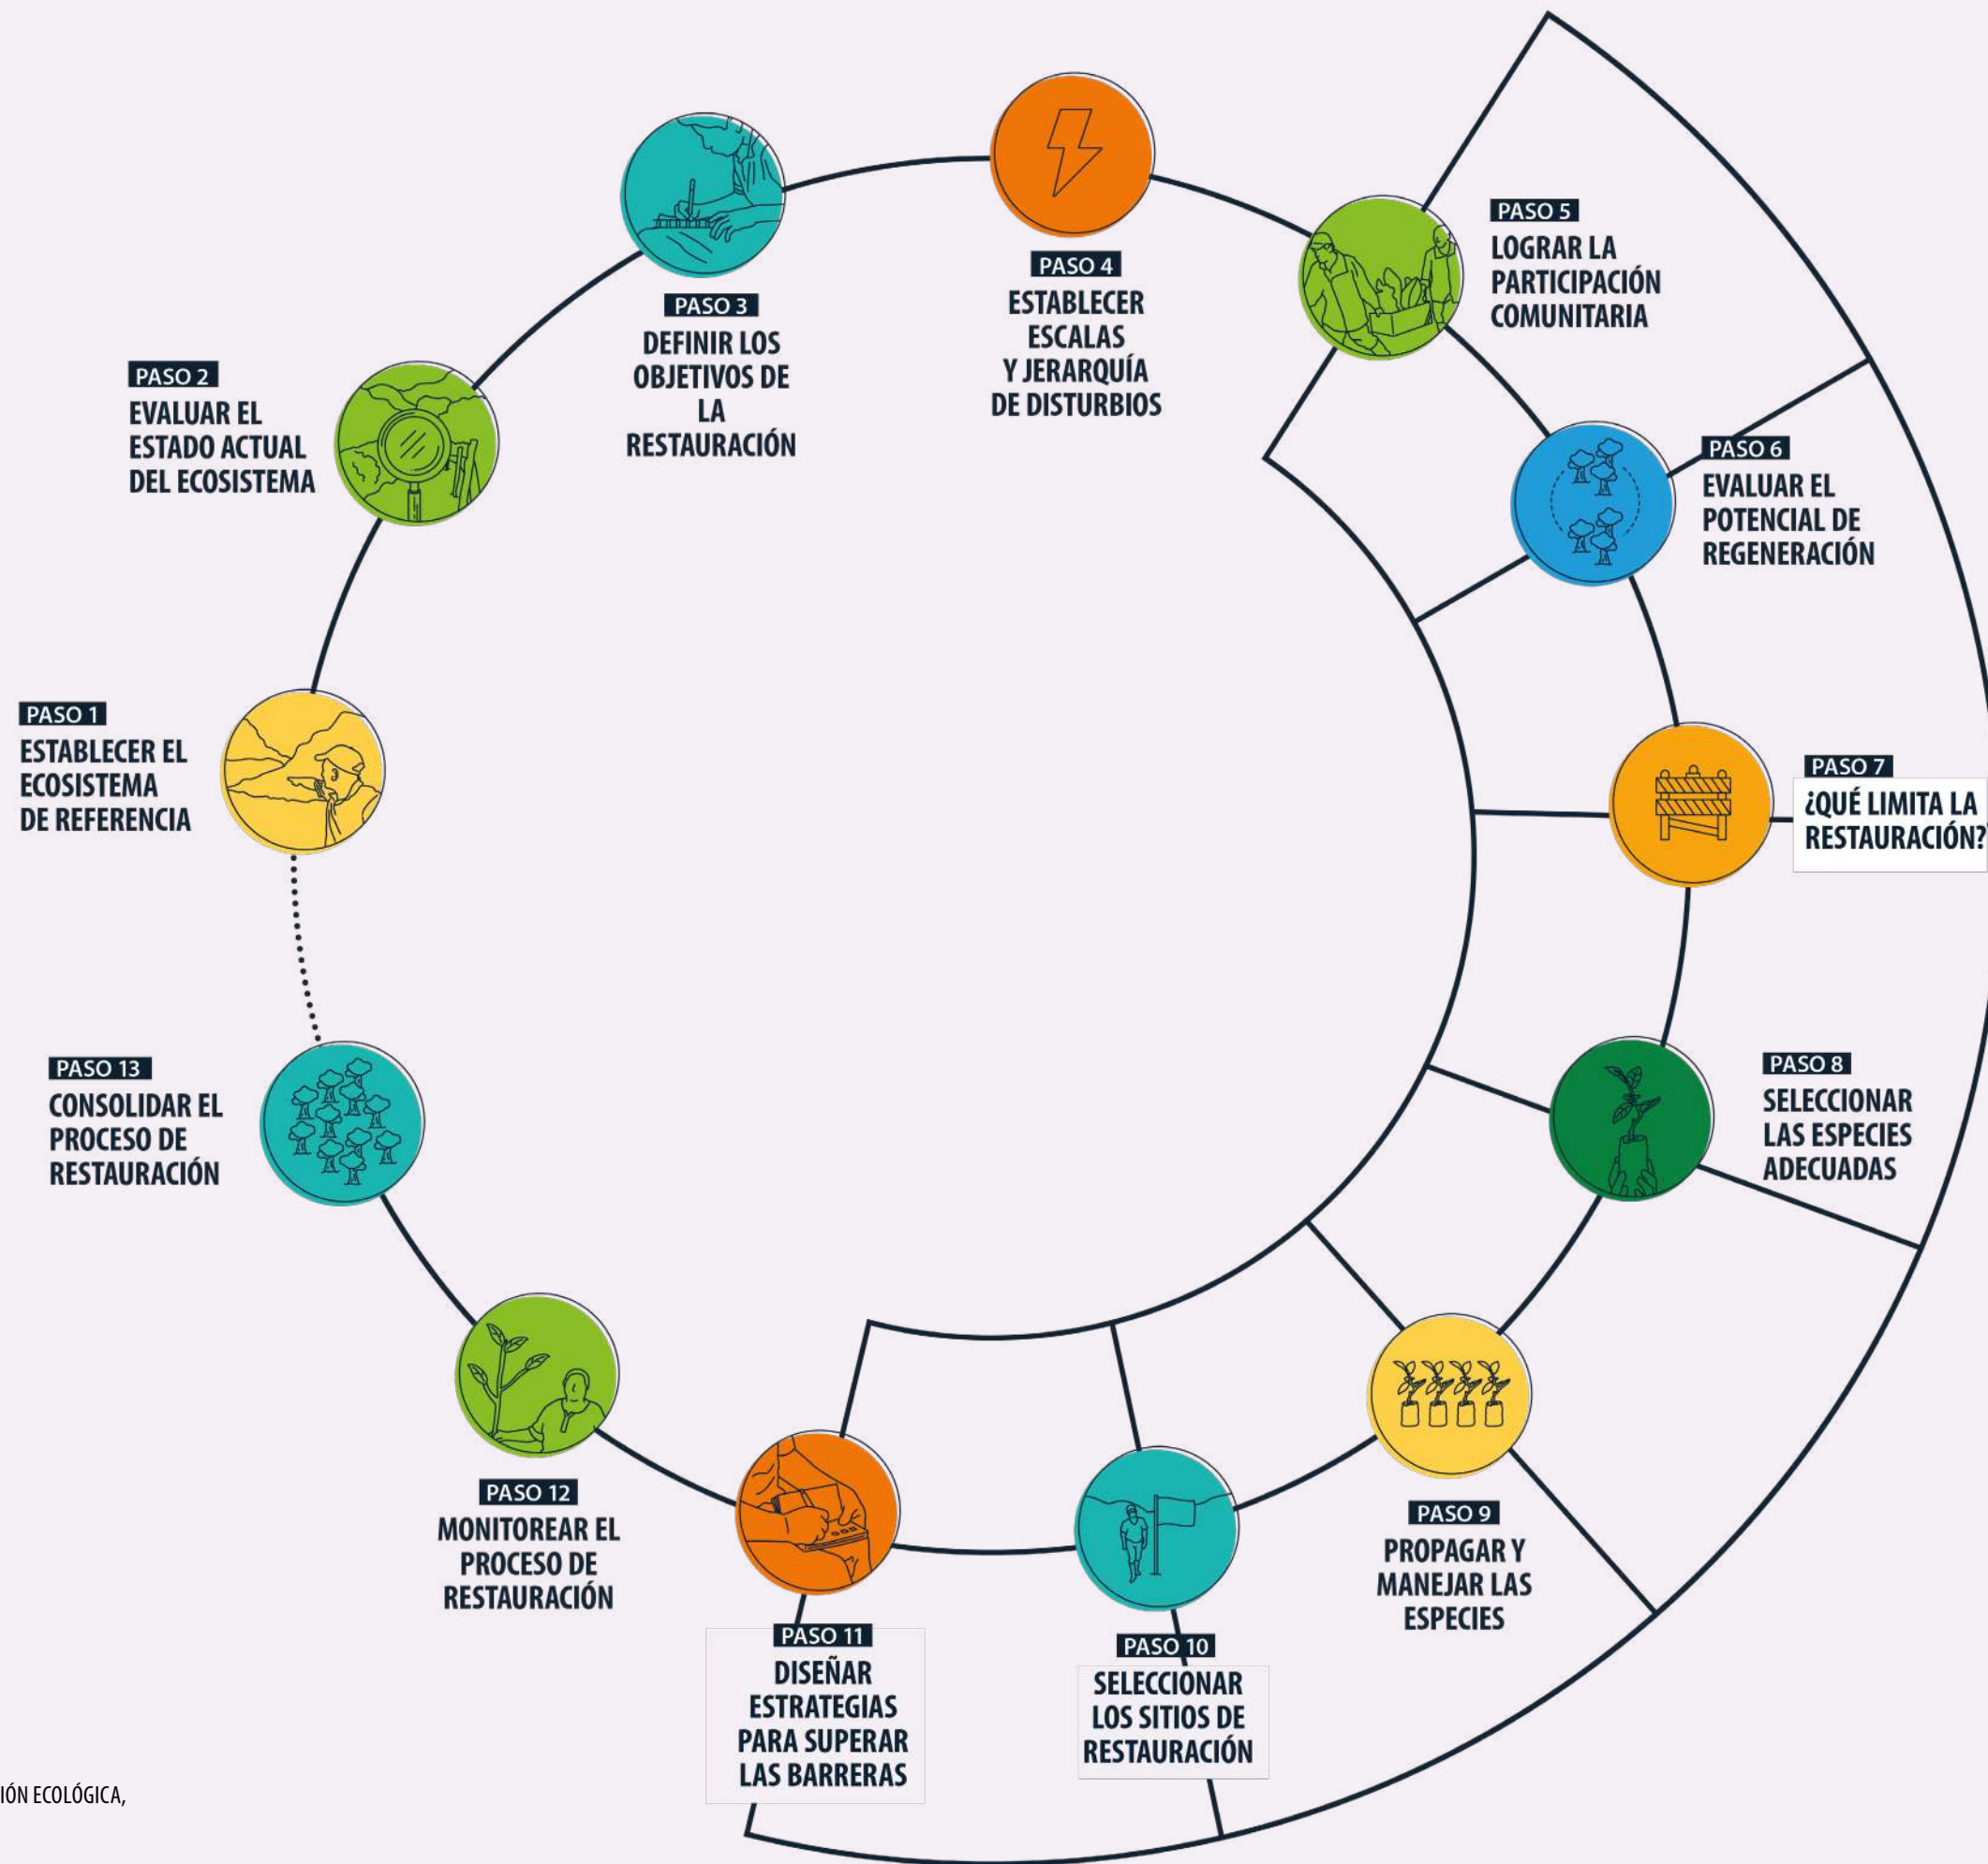 PASO 1
ESTABLECER EL
ECOSISTEMA
DE REFERENCIA
PASO 2
EVALUAR EL
ESTADO ACTUAL
DEL ECOSISTEMA
PASO 3
DEFINIR LOS
OBJETIVOS DE
LA
RESTAURACIÓN
PASO 4
ESTABLECER
ESCALAS
Y JERARQUÍA
DE DISTURBIOS
PASO 5
LOGRAR LA
PARTICIPACIÓN
COMUNITARIA
PASO 6
EVALUAR EL
POTENCIAL DE
REGENERACIÓN
PASO 7
¿QUÉ LIMITA LA
RESTAURACIÓN?
PASO 8
SELECCIONAR
LAS ESPECIES
ADECUADAS
PASO 9
PROPAGAR Y
MANEJAR LAS
ESPECIES
PASO 10
SELECCIONAR
LOS SITIOS DE
RESTAURACIÓN
PASO 11
DISEÑAR
ESTRATEGIAS
PARA SUPERAR
LAS BARRERAS
PASO 12
MONITOREAR EL
PROCESO DE
RESTAURACIÓN
PASO 13
CONSOLIDAR EL
PROCESO DE
RESTAURACIÓN
IÓN ECOLÓGICA,